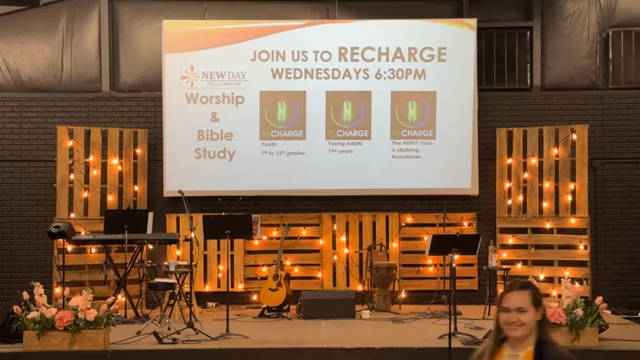 JOIN US TO RECHARGE
WEDNESDAYS 6:30PM
NEW DAY
FELLOWSHIP
Worship
&
Bible
Study
RECHARGE
Youth
7th to 12th grades
RECHARGE
Young Adults
19+ years
RECHARGE
The ADULT class
is studying
Boundaries